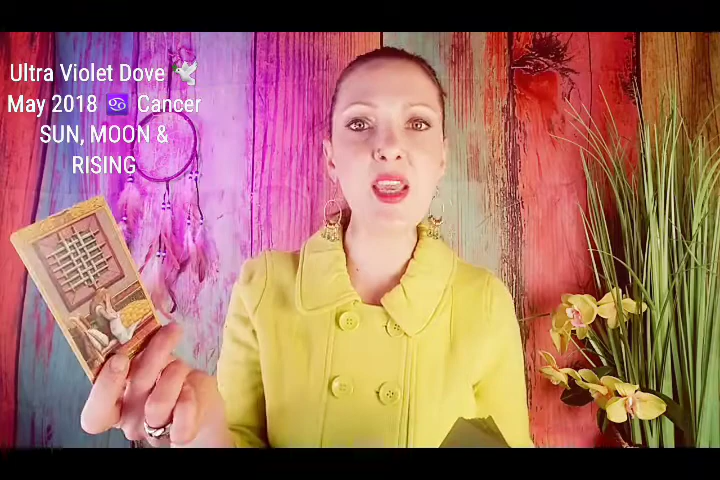 Ultra Violet Dove 🕊
May 2018 ♋ Cancer
SUN, MOON &
RISING